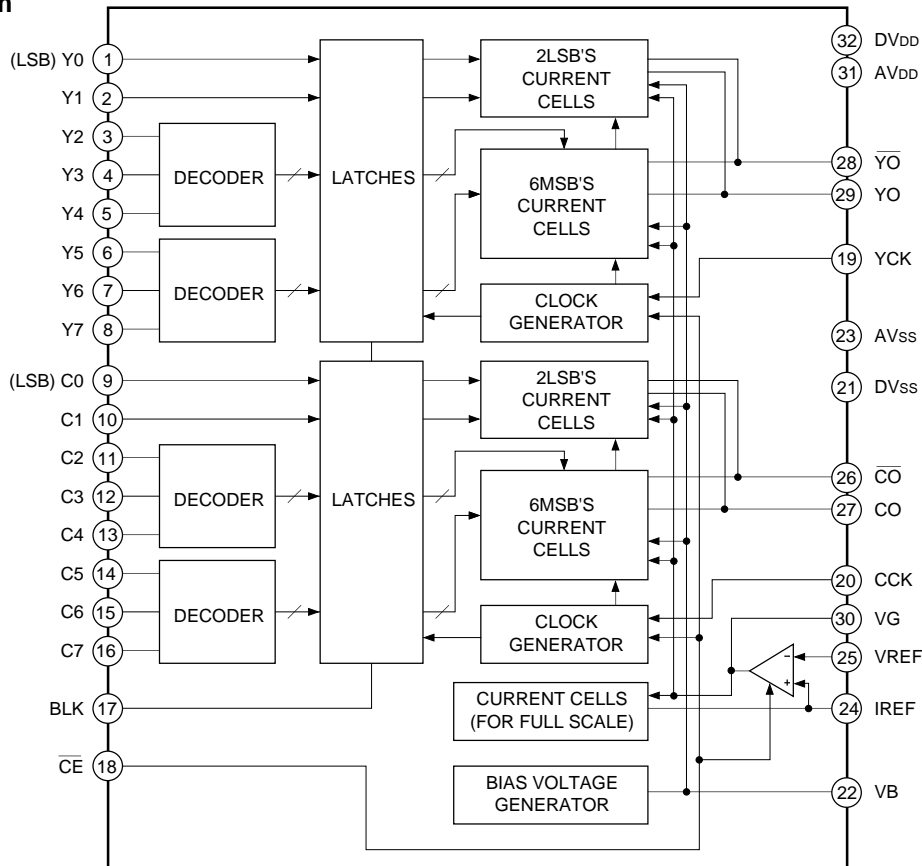 n
(LSB) Y0 1
Y1 2
Y2 3
Y3 4
Y4 5
Y5 6
Y6 7
Y7 8
(LSB) C0 9
C1 10
C2 11
C3 12
C4 13
C5 14
C6 15
C7 16
BLK 17
C̅E̅ 18
DECODER
DECODER
DECODER
DECODER
LATCHES
LATCHES
2LSB'S
CURRENT
CELLS
6MSB'S
CURRENT
CELLS
CLOCK
GENERATOR
2LSB'S
CURRENT
CELLS
6MSB'S
CURRENT
CELLS
CLOCK
GENERATOR
CURRENT CELLS
(FOR FULL SCALE)
BIAS VOLTAGE
GENERATOR
-
+
32 DVDD
31 AVDD
28 Y̅O̅
29 YO
19 YCK
23 AVSS
21 DVSS
26 C̅O̅
27 CO
20 CCK
30 VG
25 VREF
24 IREF
22 VB